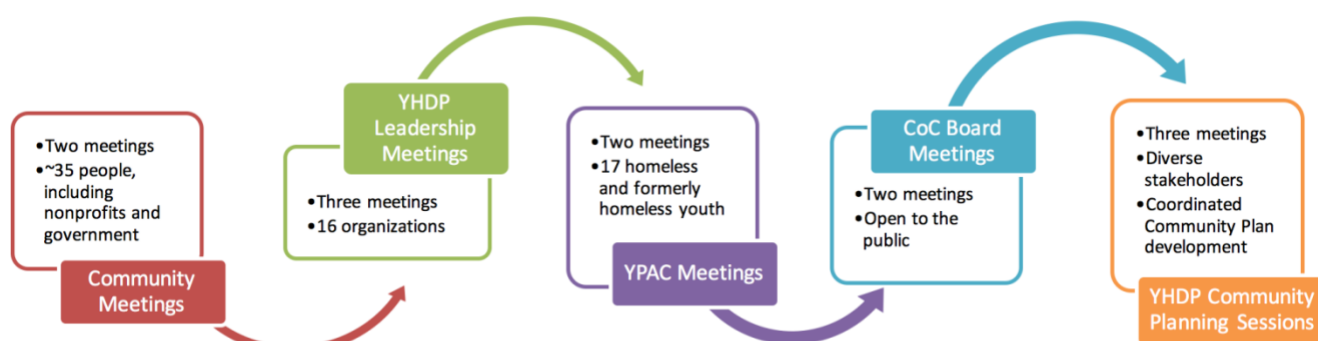 •Two meetings
•~35 people,
including
nonprofits and
government
Community
Meetings
YHDP
Leadership
Meetings
•Three meetings
•16 organizations
•Two meetings
•17 homeless
and formerly
homeless youth
YPAC Meetings
CoC Board
Meetings
•Two meetings
•Open to the
public
•Three meetings
•Diverse
stakeholders
•Coordinated
Community Plan
development
YHDP Community
Planning Sessions